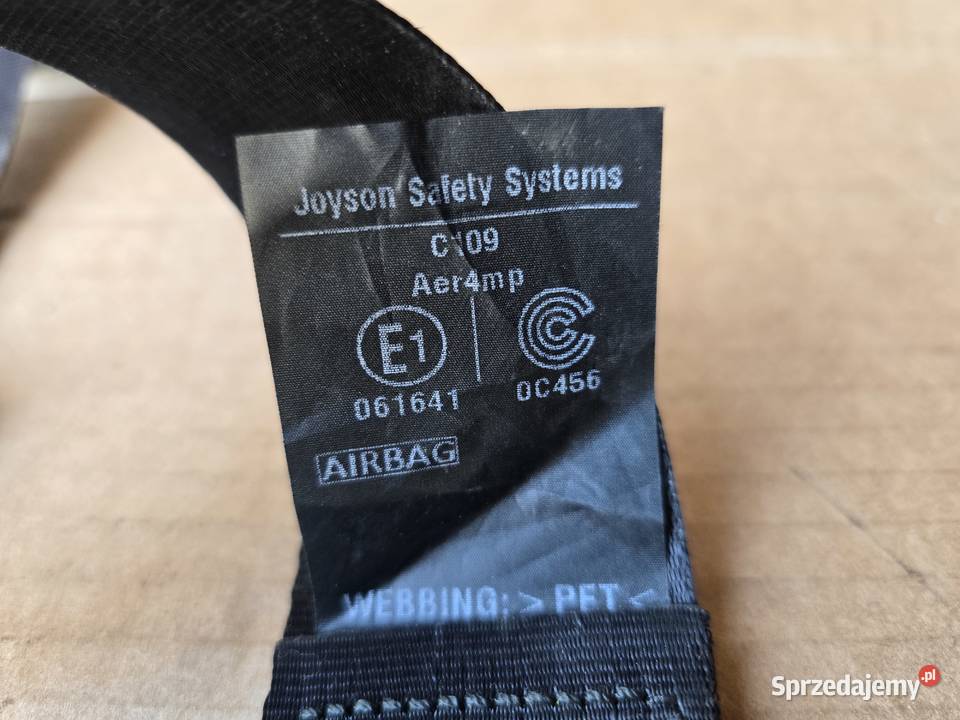 Joyson Safety Systems
C109
Aer4mp
E1
C
061641
0C456
AIRBAG
WEBBING: > PET <
Sprzedajemy.pl